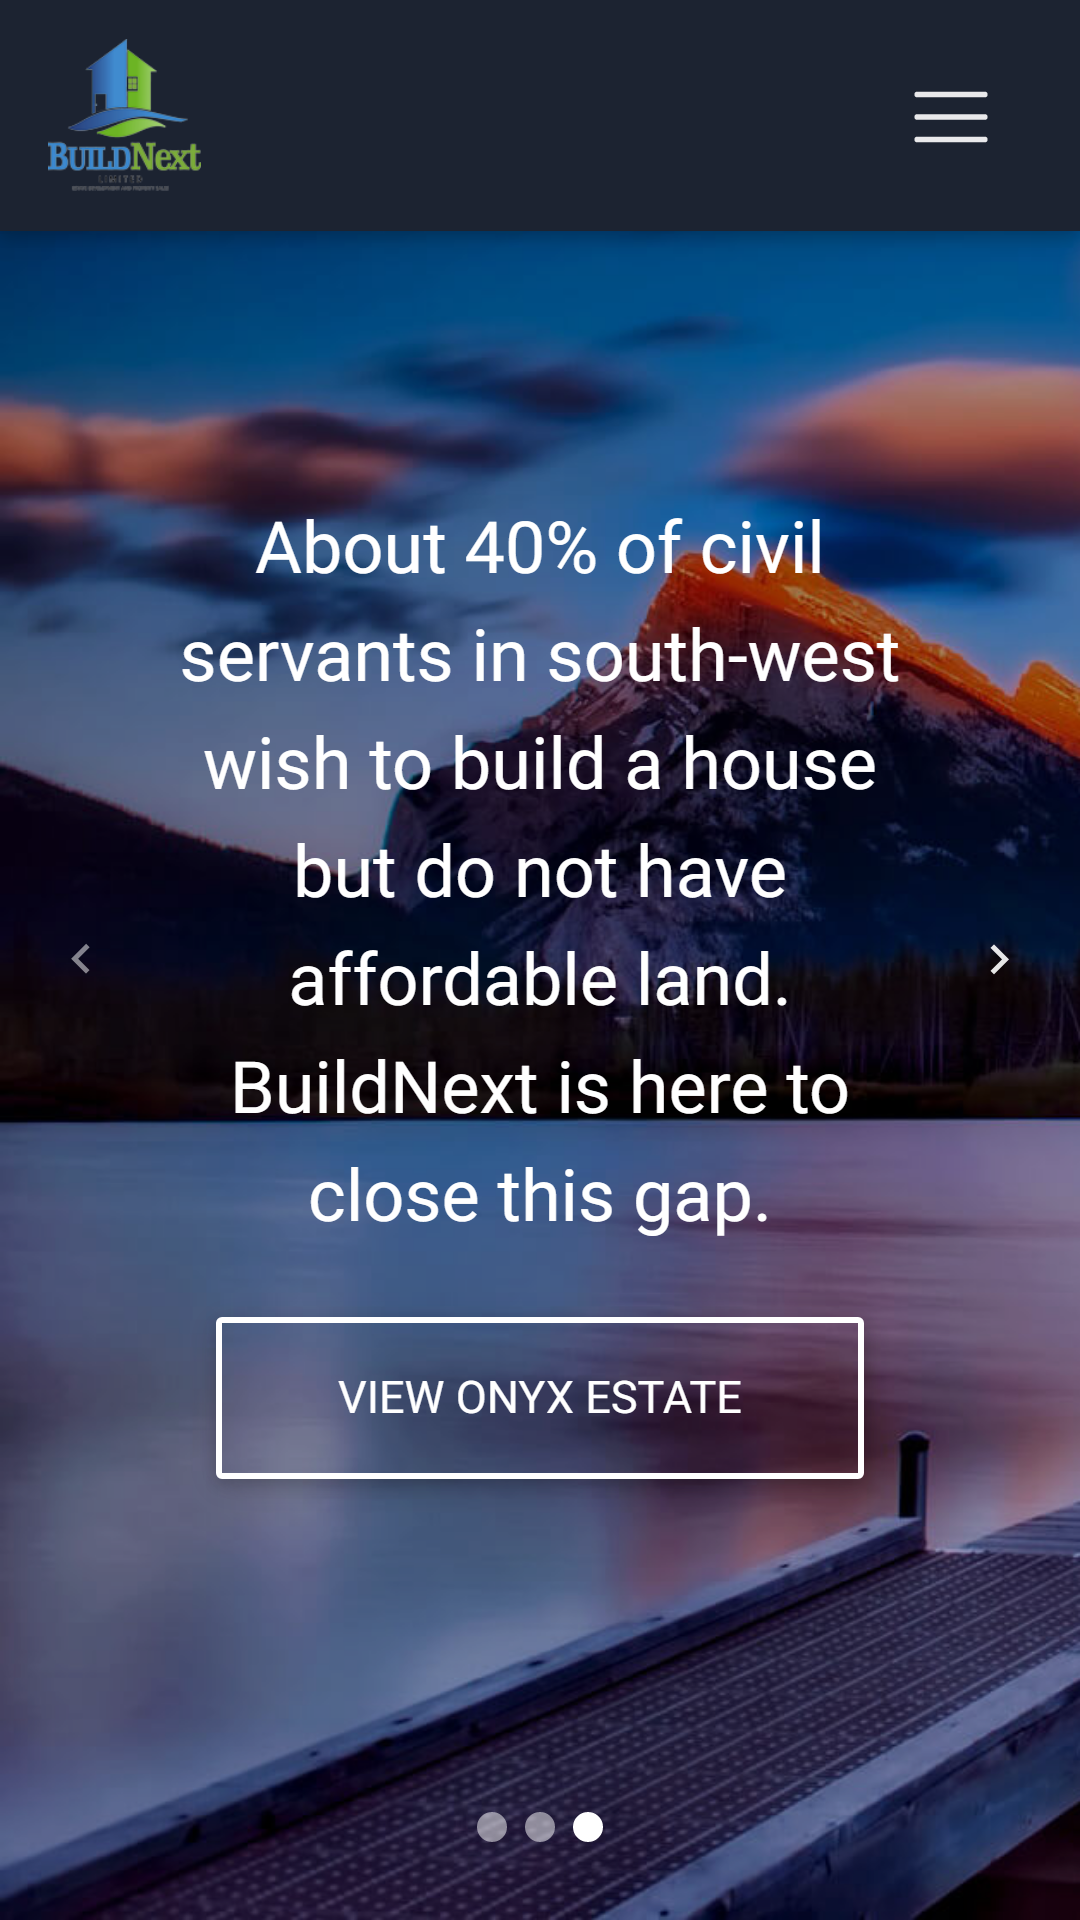 BUILDNext
LIMITED
About 40% of civil
servants in south-west
wish to build a house
but do not have
affordable land.
BuildNext is here to
close this gap.
VIEW ONYX ESTATE